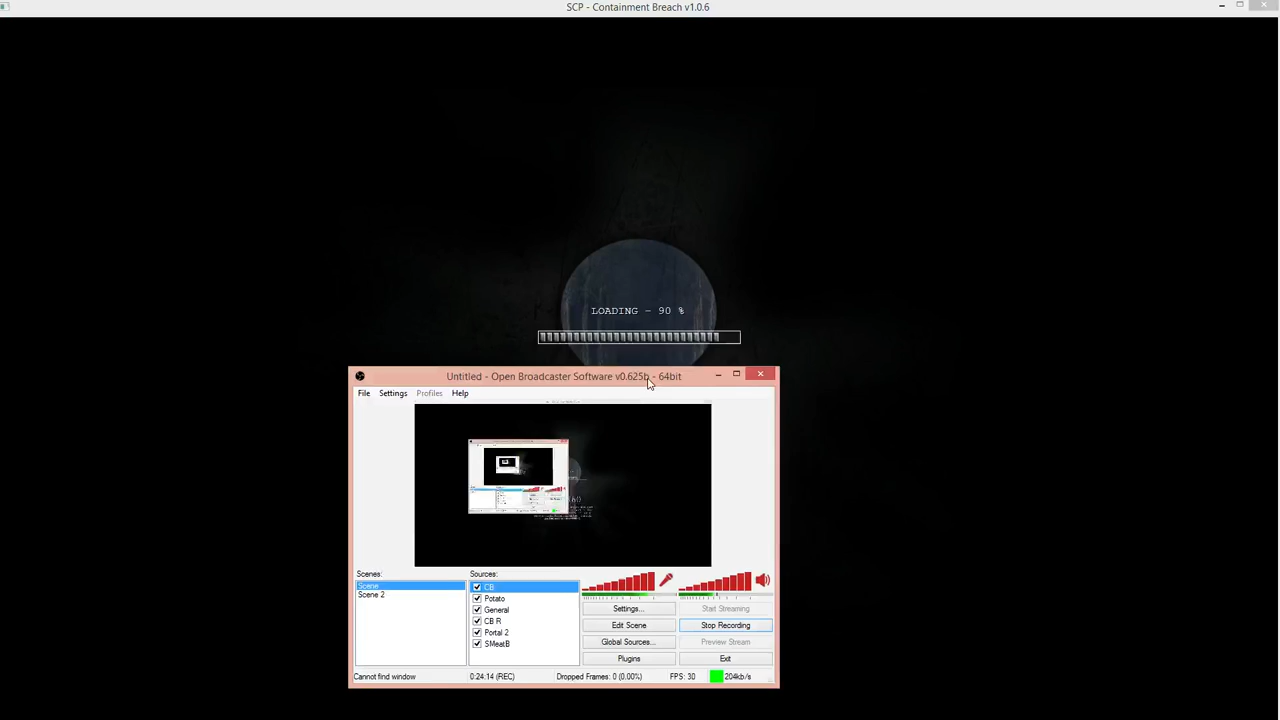 SCP - Containment Breach v1.0.6
LOADING - 90 %
Untitled - Open Broadcaster Software v0.625b - 64bit
File Settings Profiles Help
Scenes:
Sources:
Scene
Scene 2
CB
Potato
General
CB R
Portal 2
SMeatB
Settings...
Start Streaming
Edit Scene
Stop Recording
Global Sources...
Preview Stream
Plugins
Exit
Cannot find window
0:24:14 (REC)
Dropped Frames: 0 (0.00%)
FPS: 30
204kb/s